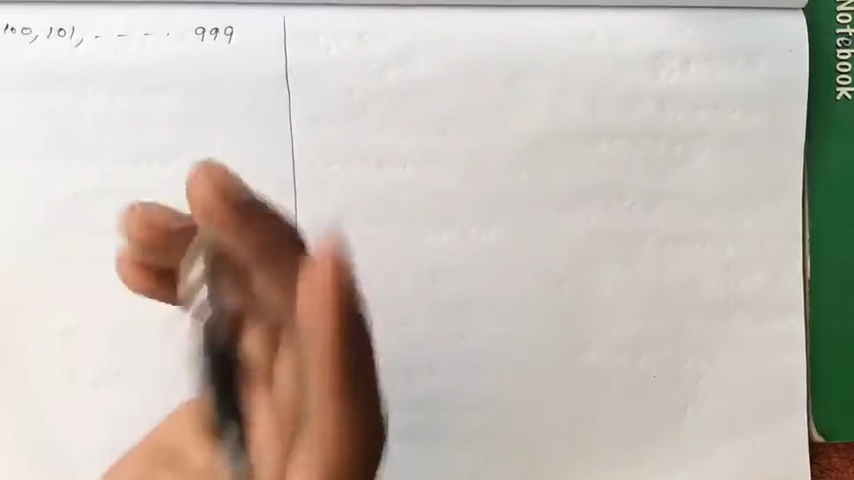 100, 101, - - - . 999
Notebook